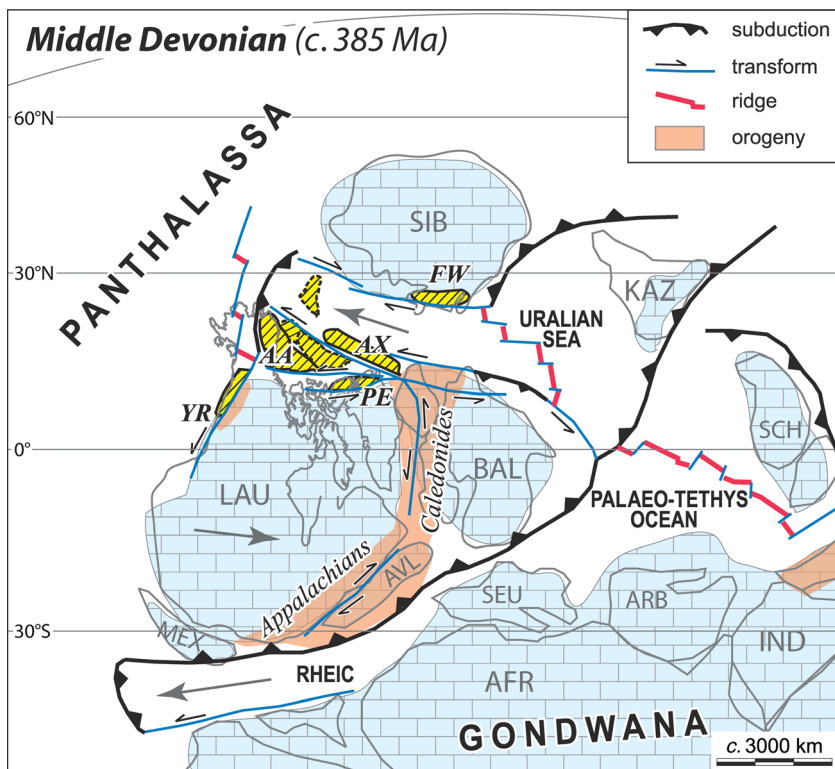 Middle Devonian (c. 385 Ma)
subduction
transform
ridge
orogeny
60°N
PANTHALASSA
SIB
30°N
FW
KAZ
URALIAN
SEA
AX
AA
PE
YR
SCH
0°
Caledonides
BAL
LAU
PALAEO-TETHYS
OCEAN
Appalachians
AVL
SEU
ARB
MEX
30°S
IND
RHEIC
AFR
GONDWANA
c. 3000 km